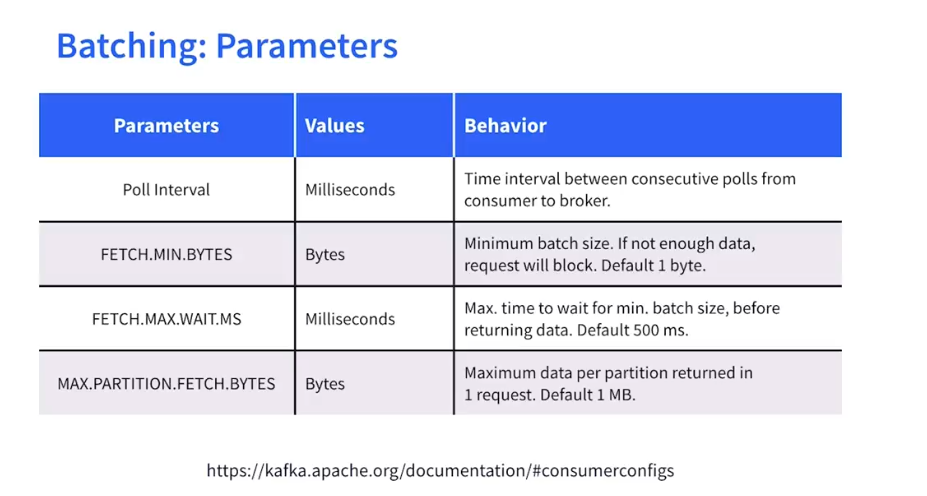 Batching: Parameters
Parameters
Values
Behavior
Poll Interval
Milliseconds
Time interval between consecutive polls from
consumer to broker.
FETCH.MIN.BYTES
Bytes
Minimum batch size. If not enough data,
request will block. Default 1 byte.
FETCH.MAX.WAIT.MS
Milliseconds
Max. time to wait for min. batch size, before
returning data. Default 500 ms.
MAX.PARTITION.FETCH.BYTES
Bytes
Maximum data per partition returned in
1 request. Default 1 MB.
https://kafka.apache.org/documentation/#consumerconfigs